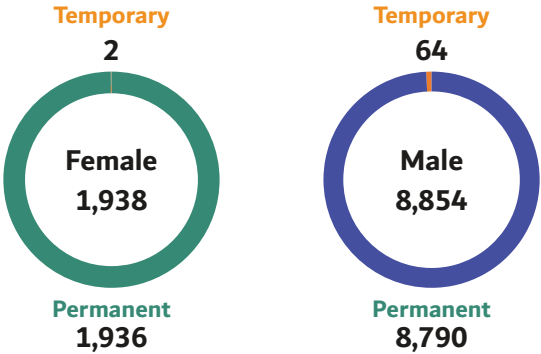 Temporary
2
Female
1,938
Permanent
1,936
Temporary
64
Male
8,854
Permanent
8,790